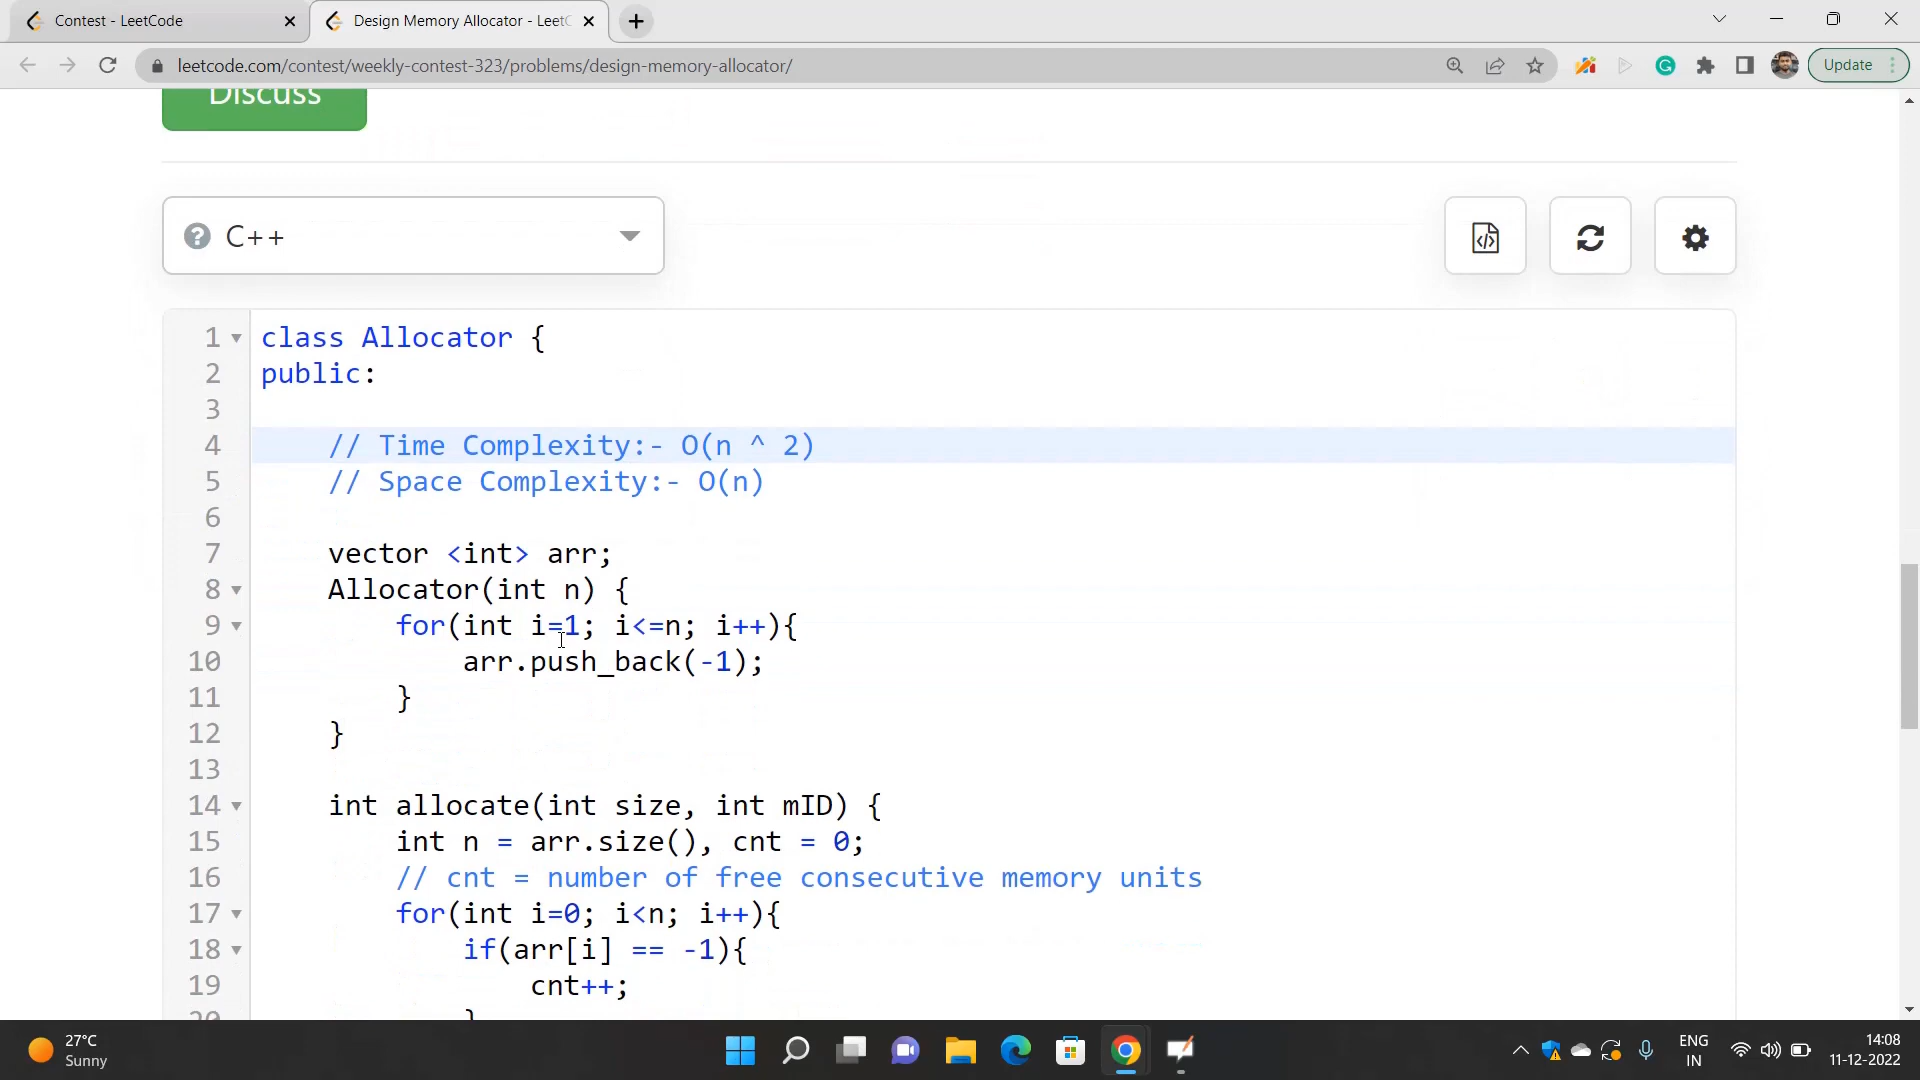 Contest - LeetCode
Design Memory Allocator - LeetC
leetcode.com/contest/weekly-contest-323/problems/design-memory-allocator/
Update
Discuss
C++
1 class Allocator {
2 public:
3
4 // Time Complexity:- O(n ^ 2)
5 // Space Complexity:- O(n)
6
7 vector <int> arr;
8 Allocator(int n) {
9 for(int i=1; i<=n; i++){
10 arr.push_back(-1);
11 }
12 }
13
14 int allocate(int size, int mID) {
15 int n = arr.size(), cnt = 0;
16 // cnt = number of free consecutive memory units
17 for(int i=0; i<n; i++){
18 if(arr[i] == -1){
19 cnt++;
20 }
27°C
Sunny
ENG
IN
14:08
11-12-2022